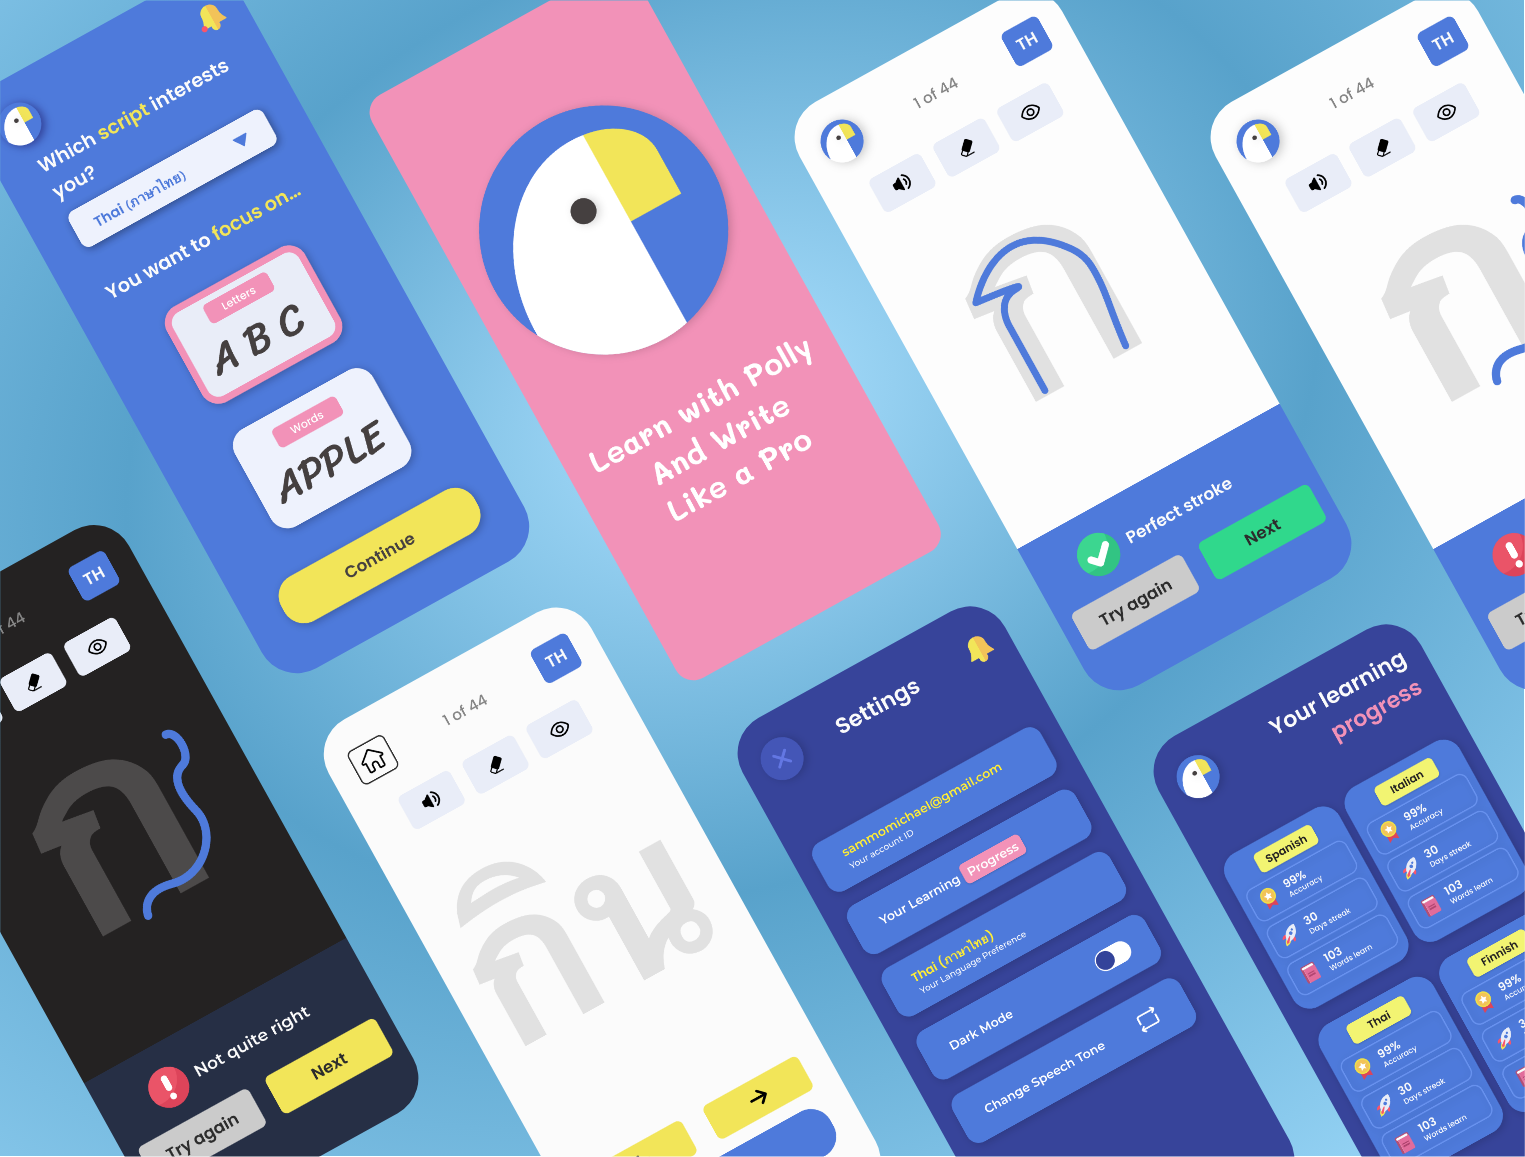 Which script interests
you?
Thai (ภาษาไทย)
You want to focus on...
Letters
A B C
Words
APPLE
Continue
Learn with Polly
And Write
Like a Pro
TH
1 of 44
ก
Perfect stroke
Try again
Next
TH
1 of 44
ก
TH
44
ก
Not quite right
Try again
Next
TH
1 of 44
กิน
Settings
sammomichael@gmail.com
Your account ID
Your Learning Progress
Thai (ภาษาไทย)
Your Language Preference
Dark Mode
Change Speech Tone
Your learning
progress
Spanish
99%
Accuracy
30
Days streak
103
Words learn
Italian
99%
Accuracy
30
Days streak
103
Words learn
Thai
99%
Accuracy
30
Days streak
103
Words learn
Finnish
99%